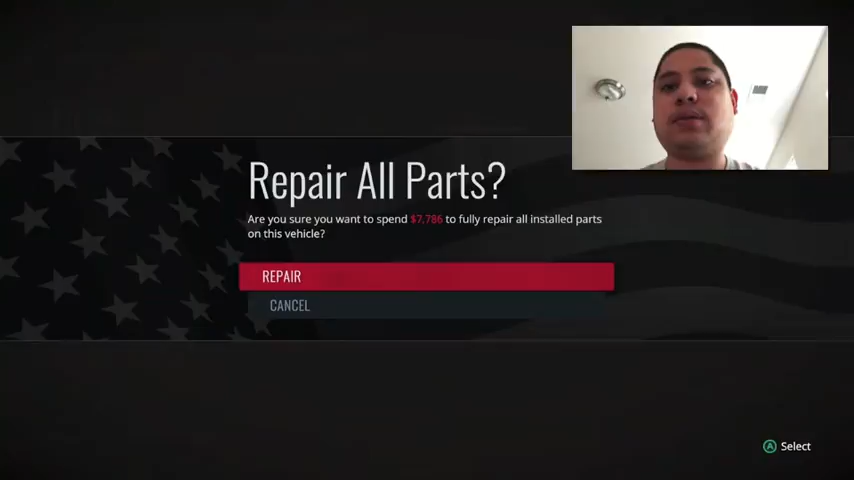 Repair All Parts?
Are you sure you want to spend $7,786 to fully repair all installed parts
on this vehicle?
REPAIR
CANCEL
A Select